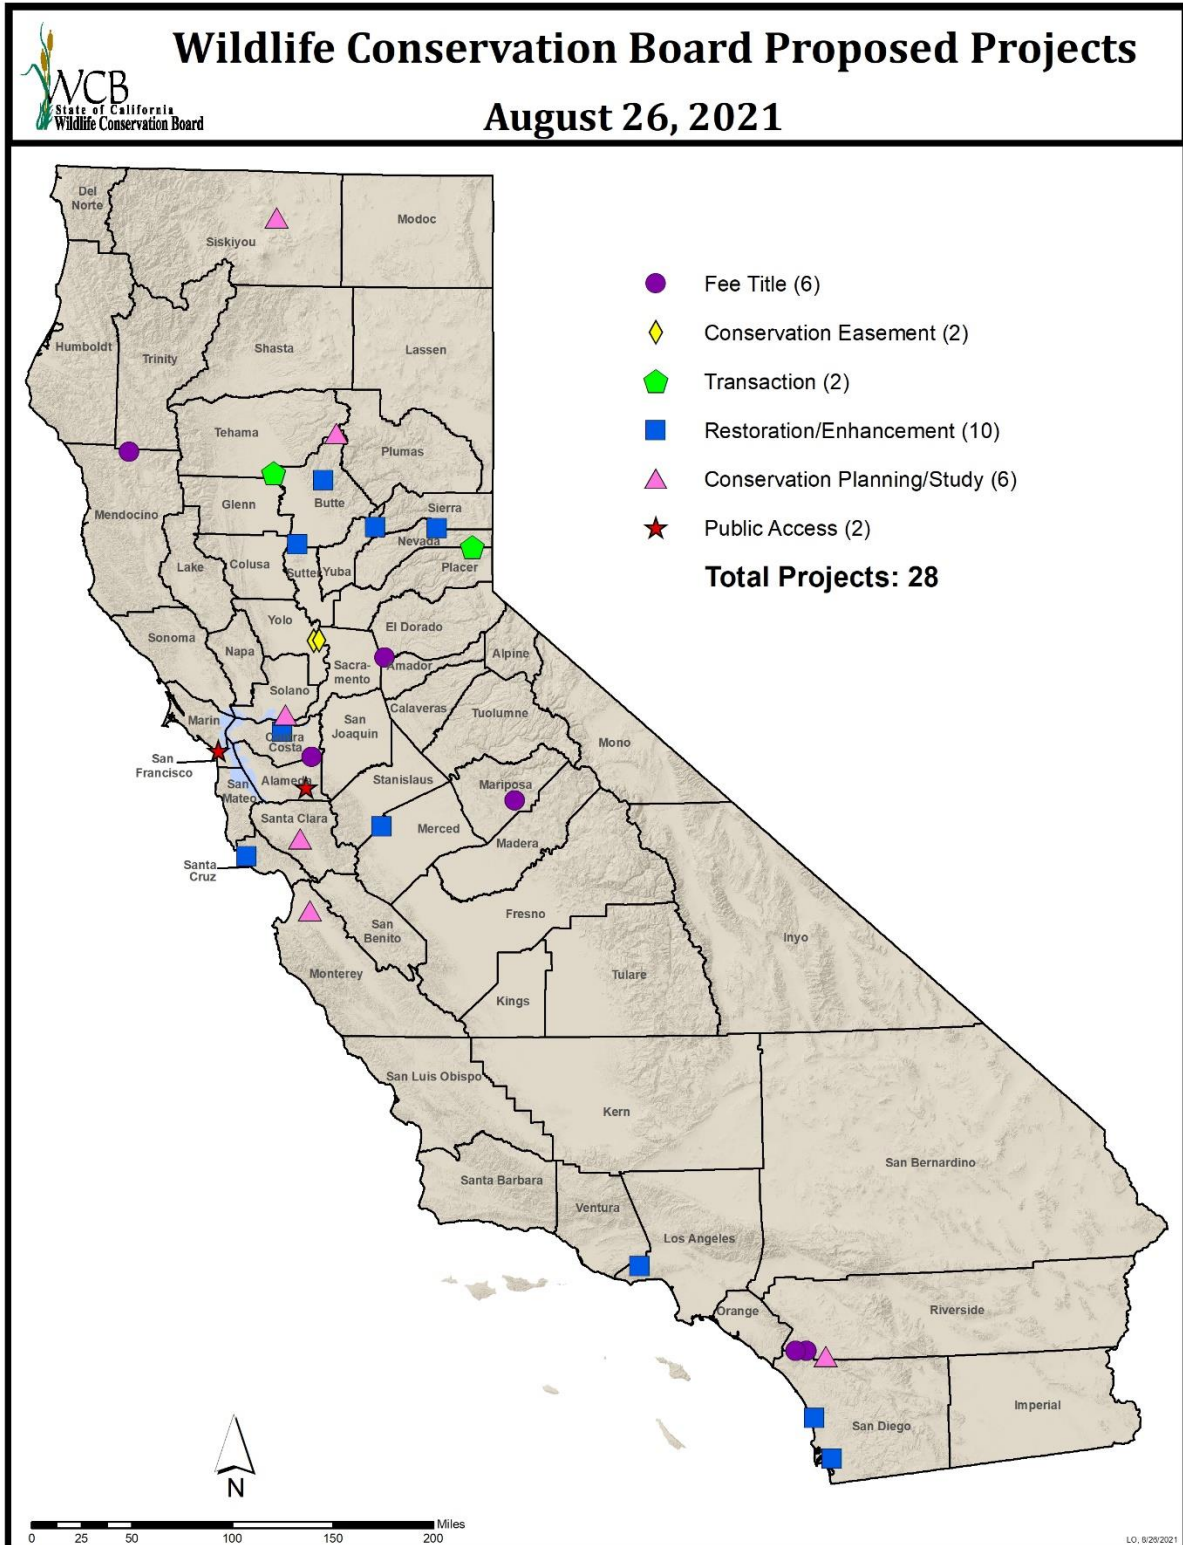 Wildlife Conservation Board Proposed Projects
August 26, 2021
WCB
State of California
Wildlife Conservation Board
Del
Norte
Siskiyou
Modoc
Humboldt
Trinity
Shasta
Lassen
Tehama
Plumas
Mendocino
Glenn
Butte
Sierra
Nevada
Lake
Colusa
Sutter
Yuba
Placer
Sonoma
Napa
Yolo
El Dorado
Alpine
Sacra-
mento
Amador
Solano
Marin
Calaveras
Tuolumne
Mono
San
Joaquin
Contra
Costa
San
Francisco
San
Mateo
Alameda
Stanislaus
Mariposa
Santa Clara
Merced
Madera
Santa
Cruz
San
Benito
Fresno
Inyo
Monterey
Kings
Tulare
San Luis Obispo
Kern
San Bernardino
Santa Barbara
Ventura
Los Angeles
Orange
Riverside
San Diego
Imperial
Fee Title (6)
Conservation Easement (2)
Transaction (2)
Restoration/Enhancement (10)
Conservation Planning/Study (6)
Public Access (2)
Total Projects: 28
N
Miles
0 25 50 100 150 200
LO, 8/26/2021